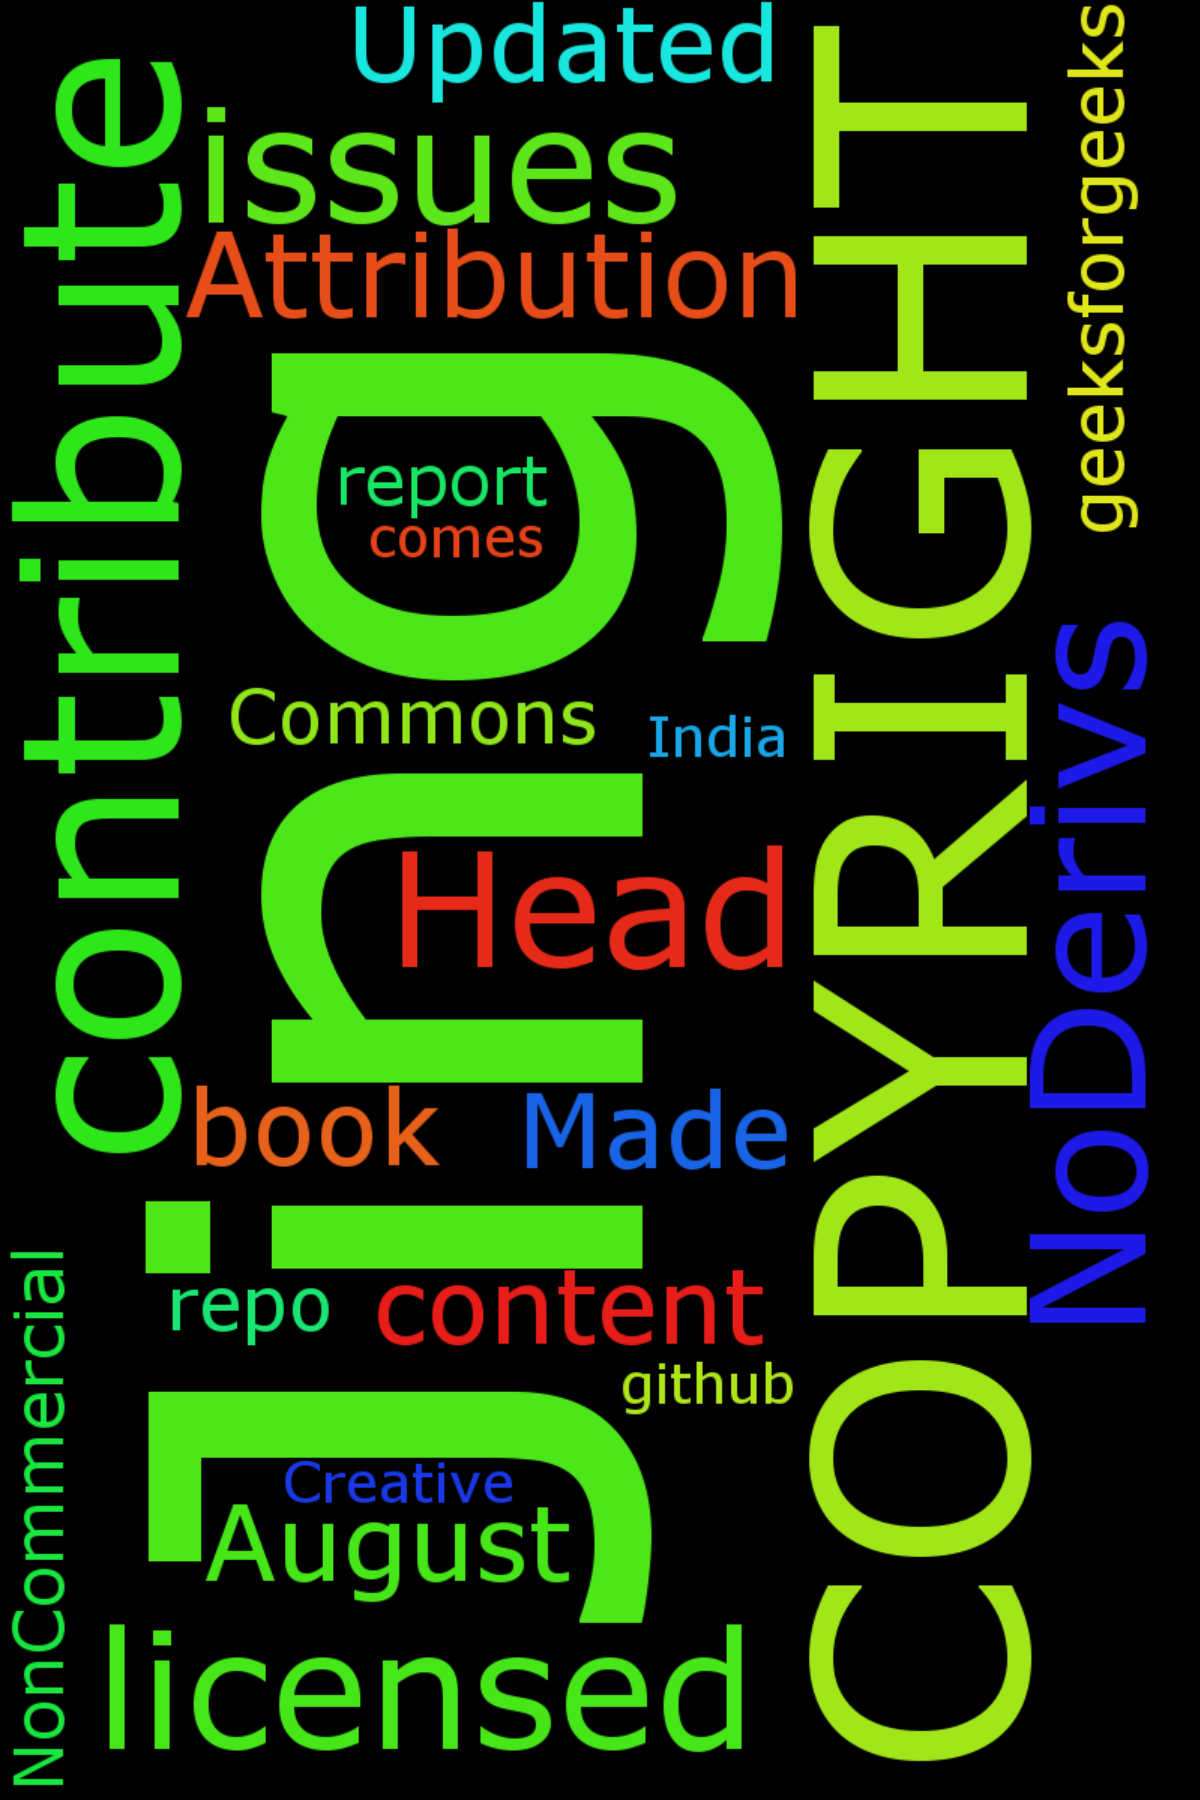 Updated
issues
Attribution
contribute
COPYRIGHT
geeksforgeeks
Jing
report
comes
Commons
India
NoDerivs
Head
book
Made
repo
content
github
NonCommercial
Creative
August
licensed